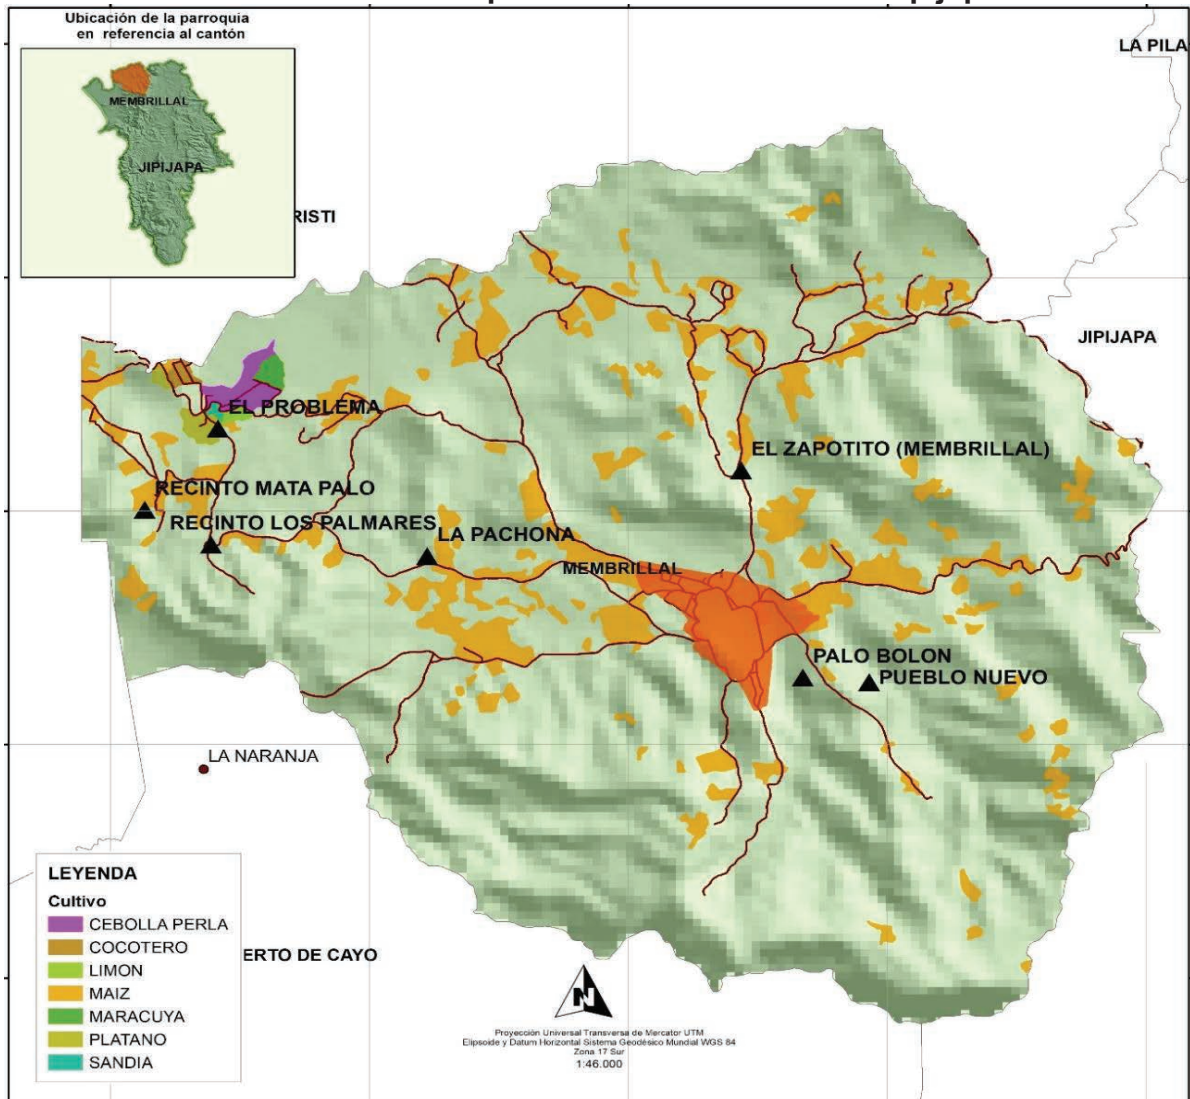 Ubicación de la parroquia
en referencia al cantón
MEMBRILLAL
JIPIJAPA
LA PILA
RISTI
JIPIJAPA
EL PROBLEMA
EL ZAPOTITO (MEMBRILLAL)
RECINTO MATA PALO
RECINTO LOS PALMARES
LA PACHONA
MEMBRILLAL
PALO BOLON
PUEBLO NUEVO
LA NARANJA
LEYENDA
Cultivo
CEBOLLA PERLA
COCOTERO
LIMON
MAIZ
MARACUYA
PLATANO
SANDIA
ERTO DE CAYO
N
Proyección Universal Transversa de Mercator UTM
Elipsoide y Datum Horizontal Sistema Geodésico Mundial WGS 84
Zona 17 Sur
1:46.000